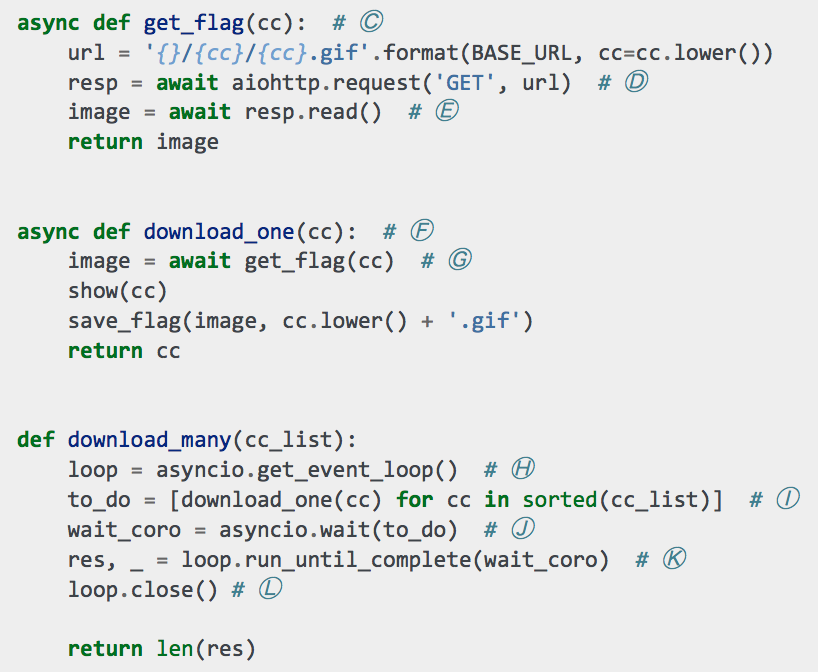 async def get_flag(cc):  # Ⓒ
    url = '{}/{cc}/{cc}.gif'.format(BASE_URL, cc=cc.lower())
    resp = await aiohttp.request('GET', url)  # Ⓓ
    image = await resp.read()  # Ⓔ
    return image
async def download_one(cc):  # Ⓕ
    image = await get_flag(cc)  # Ⓖ
    show(cc)
    save_flag(image, cc.lower() + '.gif')
    return cc
def download_many(cc_list):
    loop = asyncio.get_event_loop()  # Ⓗ
    to_do = [download_one(cc) for cc in sorted(cc_list)]  # Ⓘ
    wait_coro = asyncio.wait(to_do)  # Ⓙ
    res, _ = loop.run_until_complete(wait_coro)  # Ⓚ
    loop.close() # Ⓛ
    return len(res)